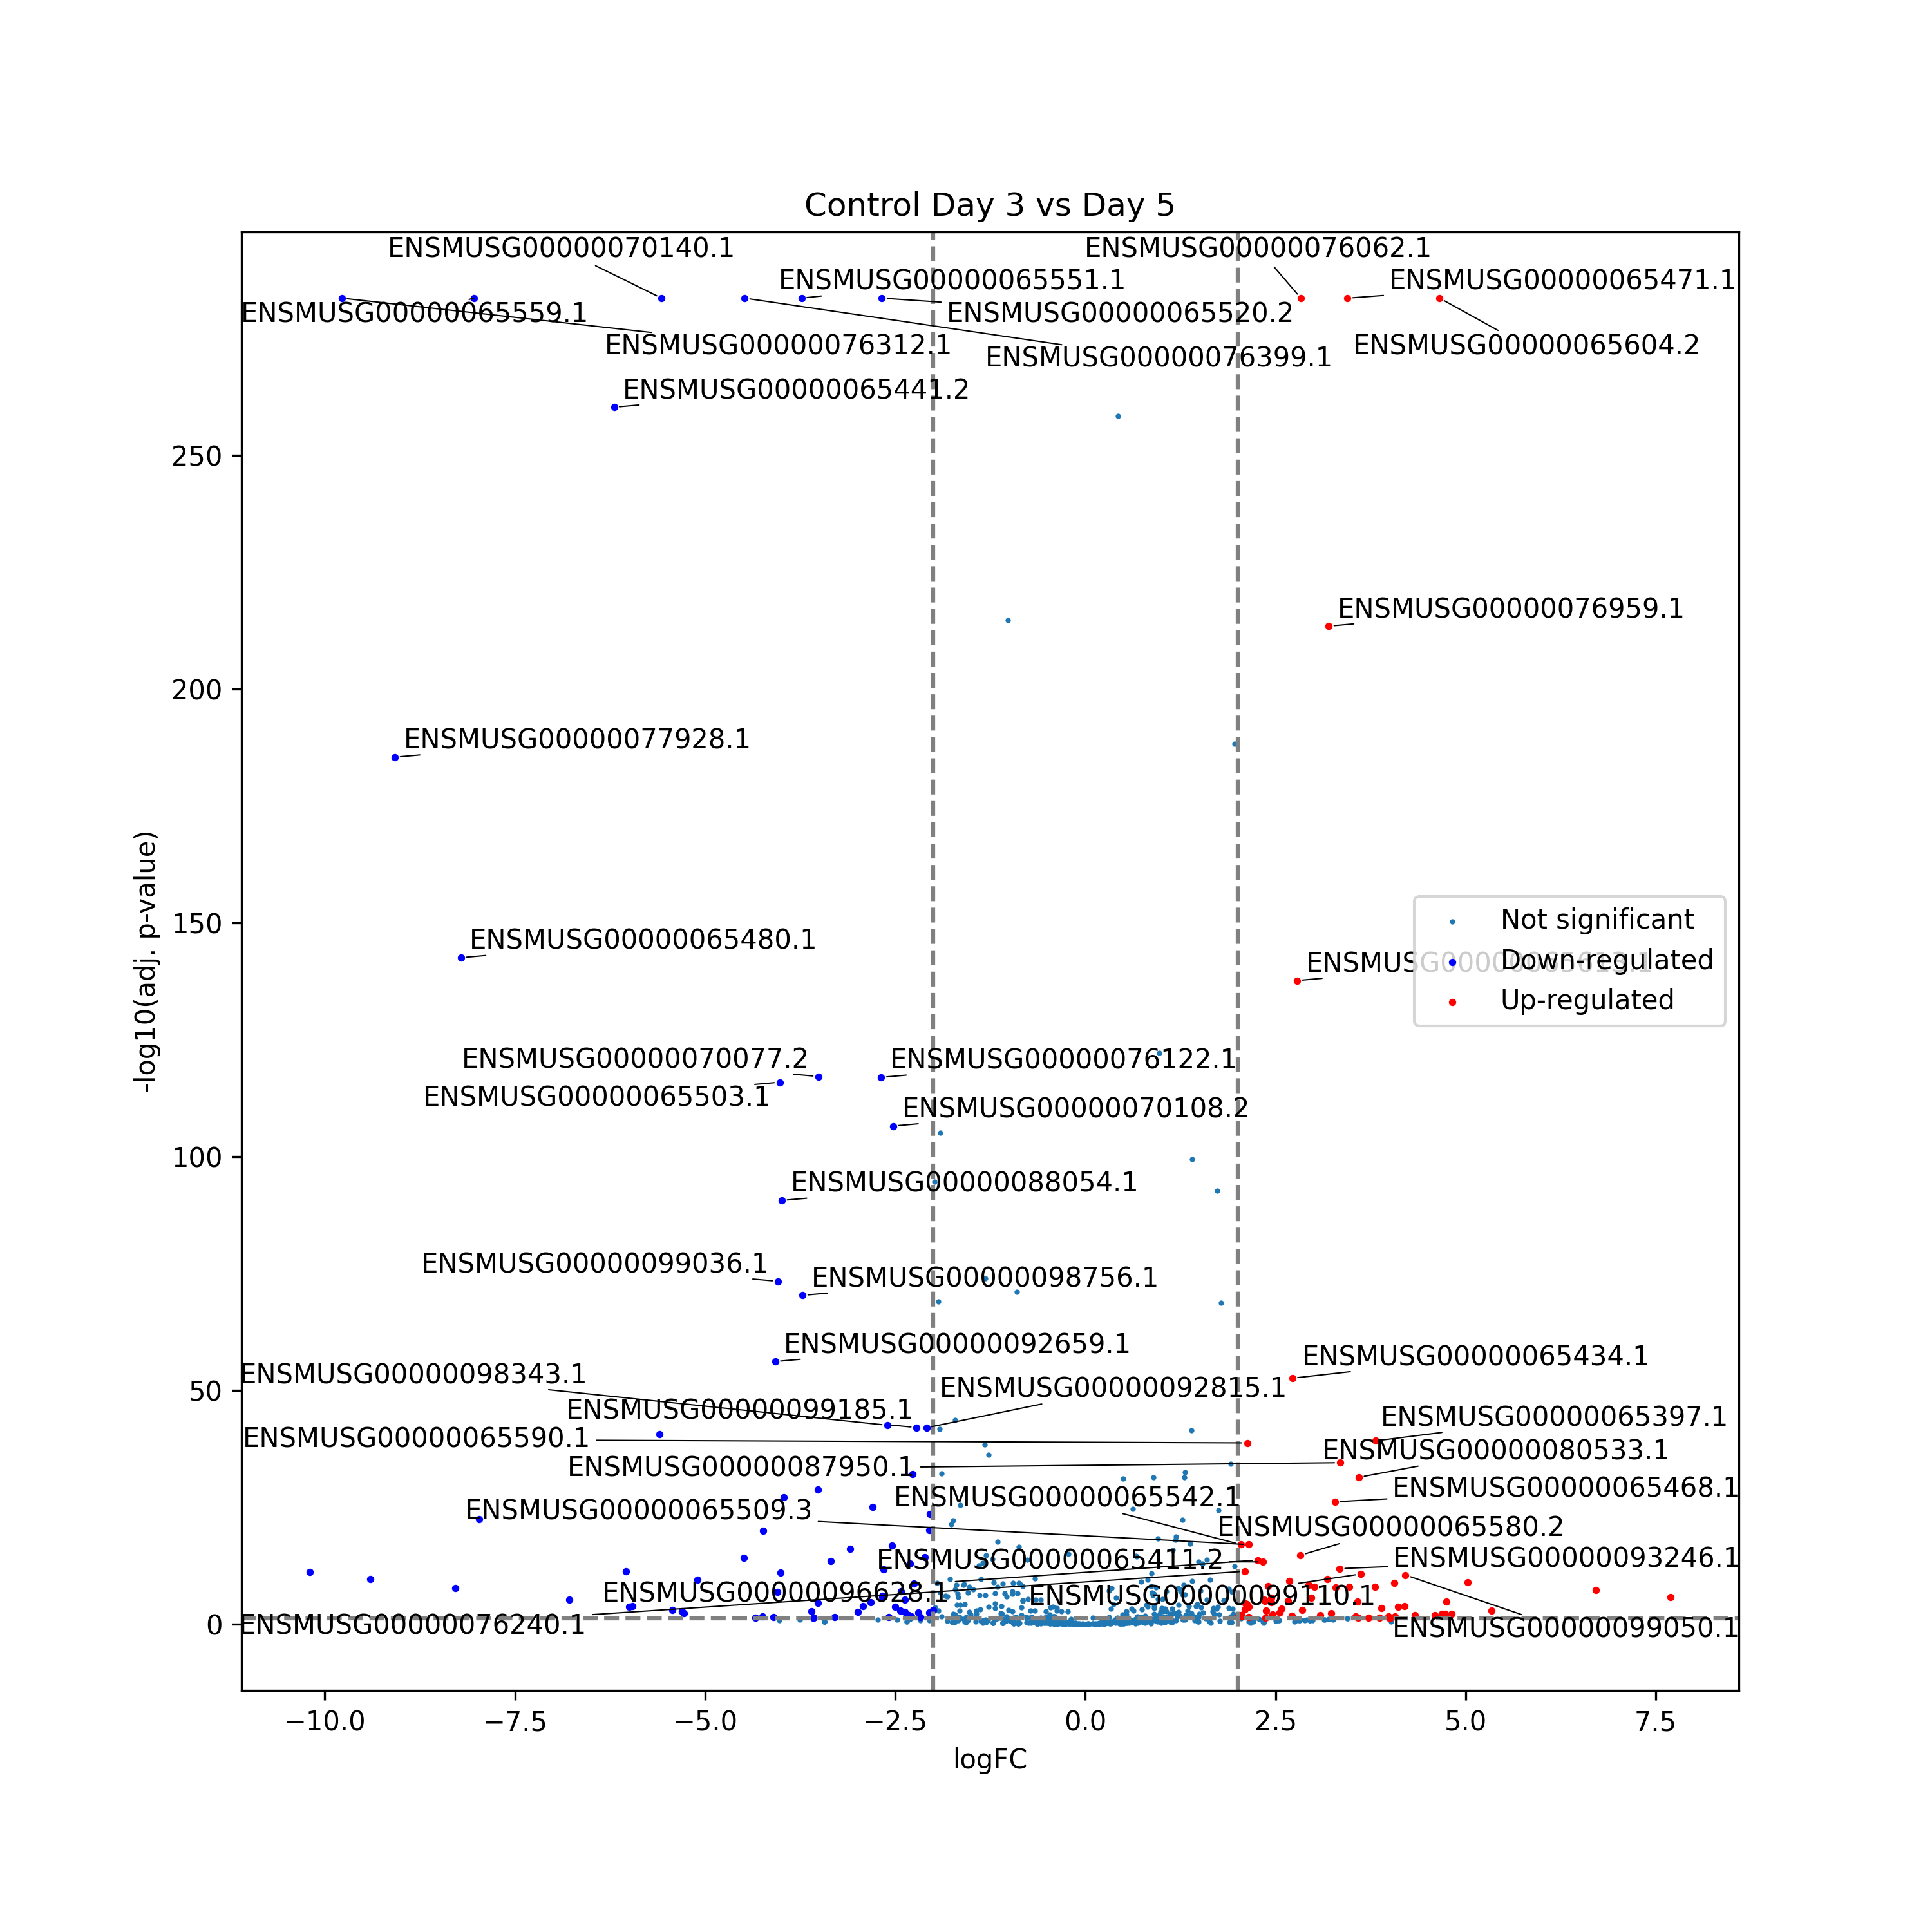 Control Day 3 vs Day 5
ENSMUSG00000070140.1
ENSMUSG00000076062.1
ENSMUSG00000065551.1
ENSMUSG00000065471.1
ENSMUSG00000065559.1
ENSMUSG00000065520.2
ENSMUSG00000076312.1
ENSMUSG00000065604.2
ENSMUSG00000076399.1
ENSMUSG00000065441.2
250
ENSMUSG00000076959.1
200
ENSMUSG00000077928.1
150
ENSMUSG00000065480.1
Not significant
Down-regulated
Up-regulated
-log10(adj. p-value)
ENSMUSG00000070077.2
ENSMUSG00000076122.1
ENSMUSG00000065503.1
ENSMUSG00000070108.2
100
ENSMUSG00000088054.1
ENSMUSG00000099036.1
ENSMUSG00000098756.1
ENSMUSG00000092659.1
ENSMUSG00000065434.1
ENSMUSG00000098343.1
50
ENSMUSG00000092815.1
ENSMUSG00000099185.1
ENSMUSG00000065397.1
ENSMUSG00000065590.1
ENSMUSG00000080533.1
ENSMUSG00000087950.1
ENSMUSG00000065468.1
ENSMUSG00000065542.1
ENSMUSG00000065509.3
ENSMUSG00000065580.2
ENSMUSG00000065411.2
ENSMUSG00000093246.1
ENSMUSG00000096628.1
ENSMUSG00000099110.1
0
ENSMUSG00000076240.1
ENSMUSG00000099050.1
−10.0
−7.5
−5.0
−2.5
0.0
2.5
5.0
7.5
logFC